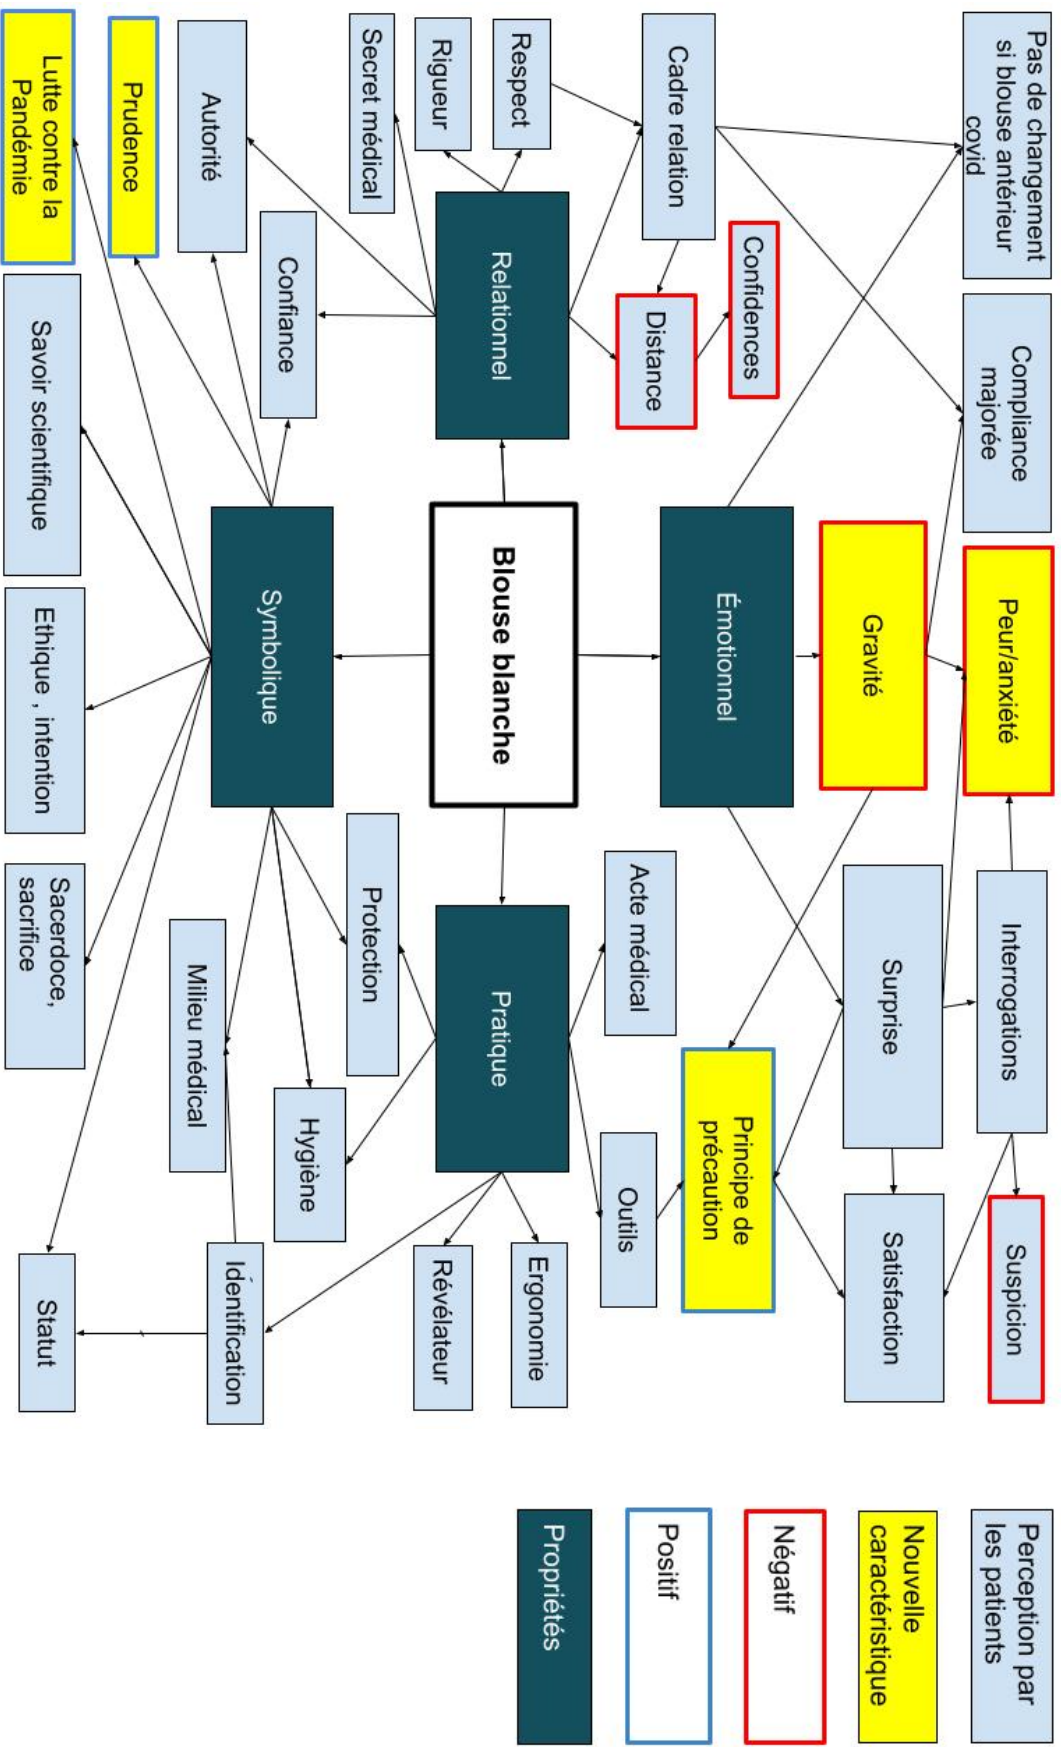 Pas de changement
si blouse antérieur
covid
Compliance
majorée
Peur/anxiété
Interrogations
Suspicion
Gravité
Surprise
Satisfaction
Confidences
Cadre relation
Distance
Émotionnel
Principe de
précaution
Acte médical
Outils
Respect
Rigueur
Secret médical
Relationnel
Blouse blanche
Pratique
Ergonomie
Révélateur
Autorité
Confiance
Symbolique
Protection
Hygiène
Milieu médical
Identification
Prudence
Lutte contre la
Pandémie
Savoir scientifique
Ethique , intention
Sacerdoce,
sacrifice
Statut
Perception par
les patients
Nouvelle
caractéristique
Négatif
Positif
Propriétés